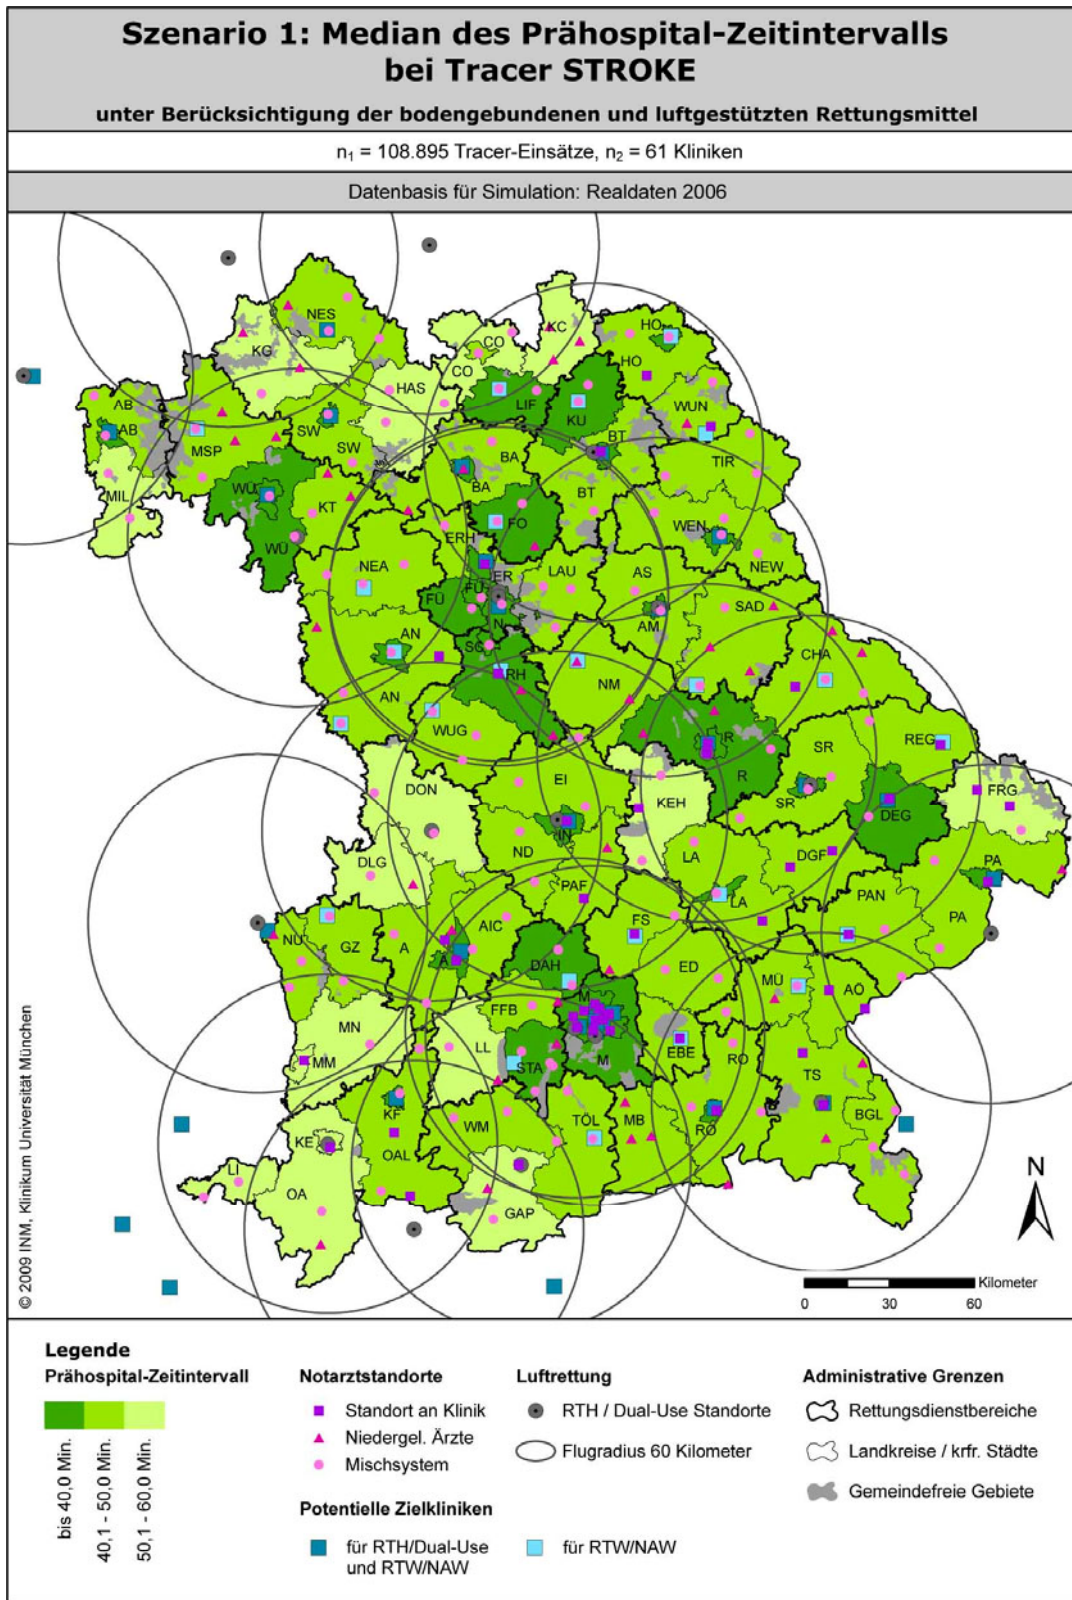 Szenario 1: Median des Prähospital-Zeitintervalls
bei Tracer STROKE
unter Berücksichtigung der bodengebundenen und luftgestützten Rettungsmittel
n₁ = 108.895 Tracer-Einsätze, n₂ = 61 Kliniken
Datenbasis für Simulation: Realdaten 2006
NES
KG
CO
KC
CO
HO
HO
HAS
LIF
KU
WUN
AB
AB
MSP
SW
SW
BA
BA
BT
BT
TIR
MIL
WÜ
WÜ
KT
FO
WEN
NEW
ERH
ER
NEA
FÜ
FÜ
LAU
N
AS
AM
SAD
AN
AN
SC
RH
NM
CHA
WUG
R
R
SR
SR
REG
DON
EI
KEH
DEG
FRG
IN
ND
DLG
LA
LA
DGF
PA
PA
PAF
PAN
NU
GZ
A
A
AIC
FS
DAH
ED
MÜ
AÖ
MN
MM
FFB
LL
STA
M
M
EBE
RO
RO
TS
BGL
KF
OAL
WM
TÖL
MB
KE
OA
LI
GAP
N
Kilometer
0 30 60
© 2009 INM, Klinikum Universität München
Legende
Prähospital-Zeitintervall
bis 40,0 Min.
40,1 - 50,0 Min.
50,1 - 60,0 Min.
Notarztstandorte
Standort an Klinik
Niedergel. Ärzte
Mischsystem
Potentielle Zielkliniken
für RTH/Dual-Use
und RTW/NAW
für RTW/NAW
Luftrettung
RTH / Dual-Use Standorte
Flugradius 60 Kilometer
Administrative Grenzen
Rettungsdienstbereiche
Landkreise / krfr. Städte
Gemeindefreie Gebiete